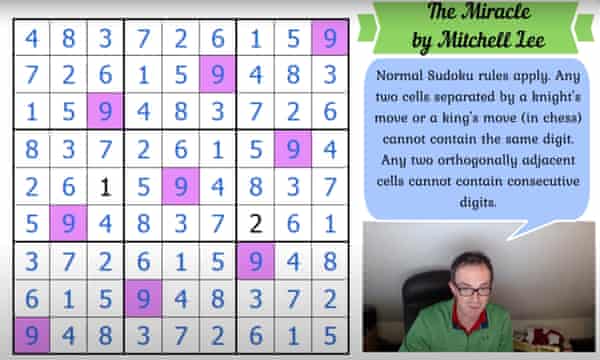 The Miracle
by Mitchell Lee
4 8 3 7 2 6 1 5 9
7 2 6 1 5 9 4 8 3
1 5 9 4 8 3 7 2 6
8 3 7 2 6 1 5 9 4
2 6 1 5 9 4 8 3 7
5 9 4 8 3 7 2 6 1
3 7 2 6 1 5 9 4 8
6 1 5 9 4 8 3 7 2
9 4 8 3 7 2 6 1 5
Normal Sudoku rules apply. Any
two cells separated by a knight's
move or a king's move (in chess)
cannot contain the same digit.
Any two orthogonally adjacent
cells cannot contain consecutive
digits.